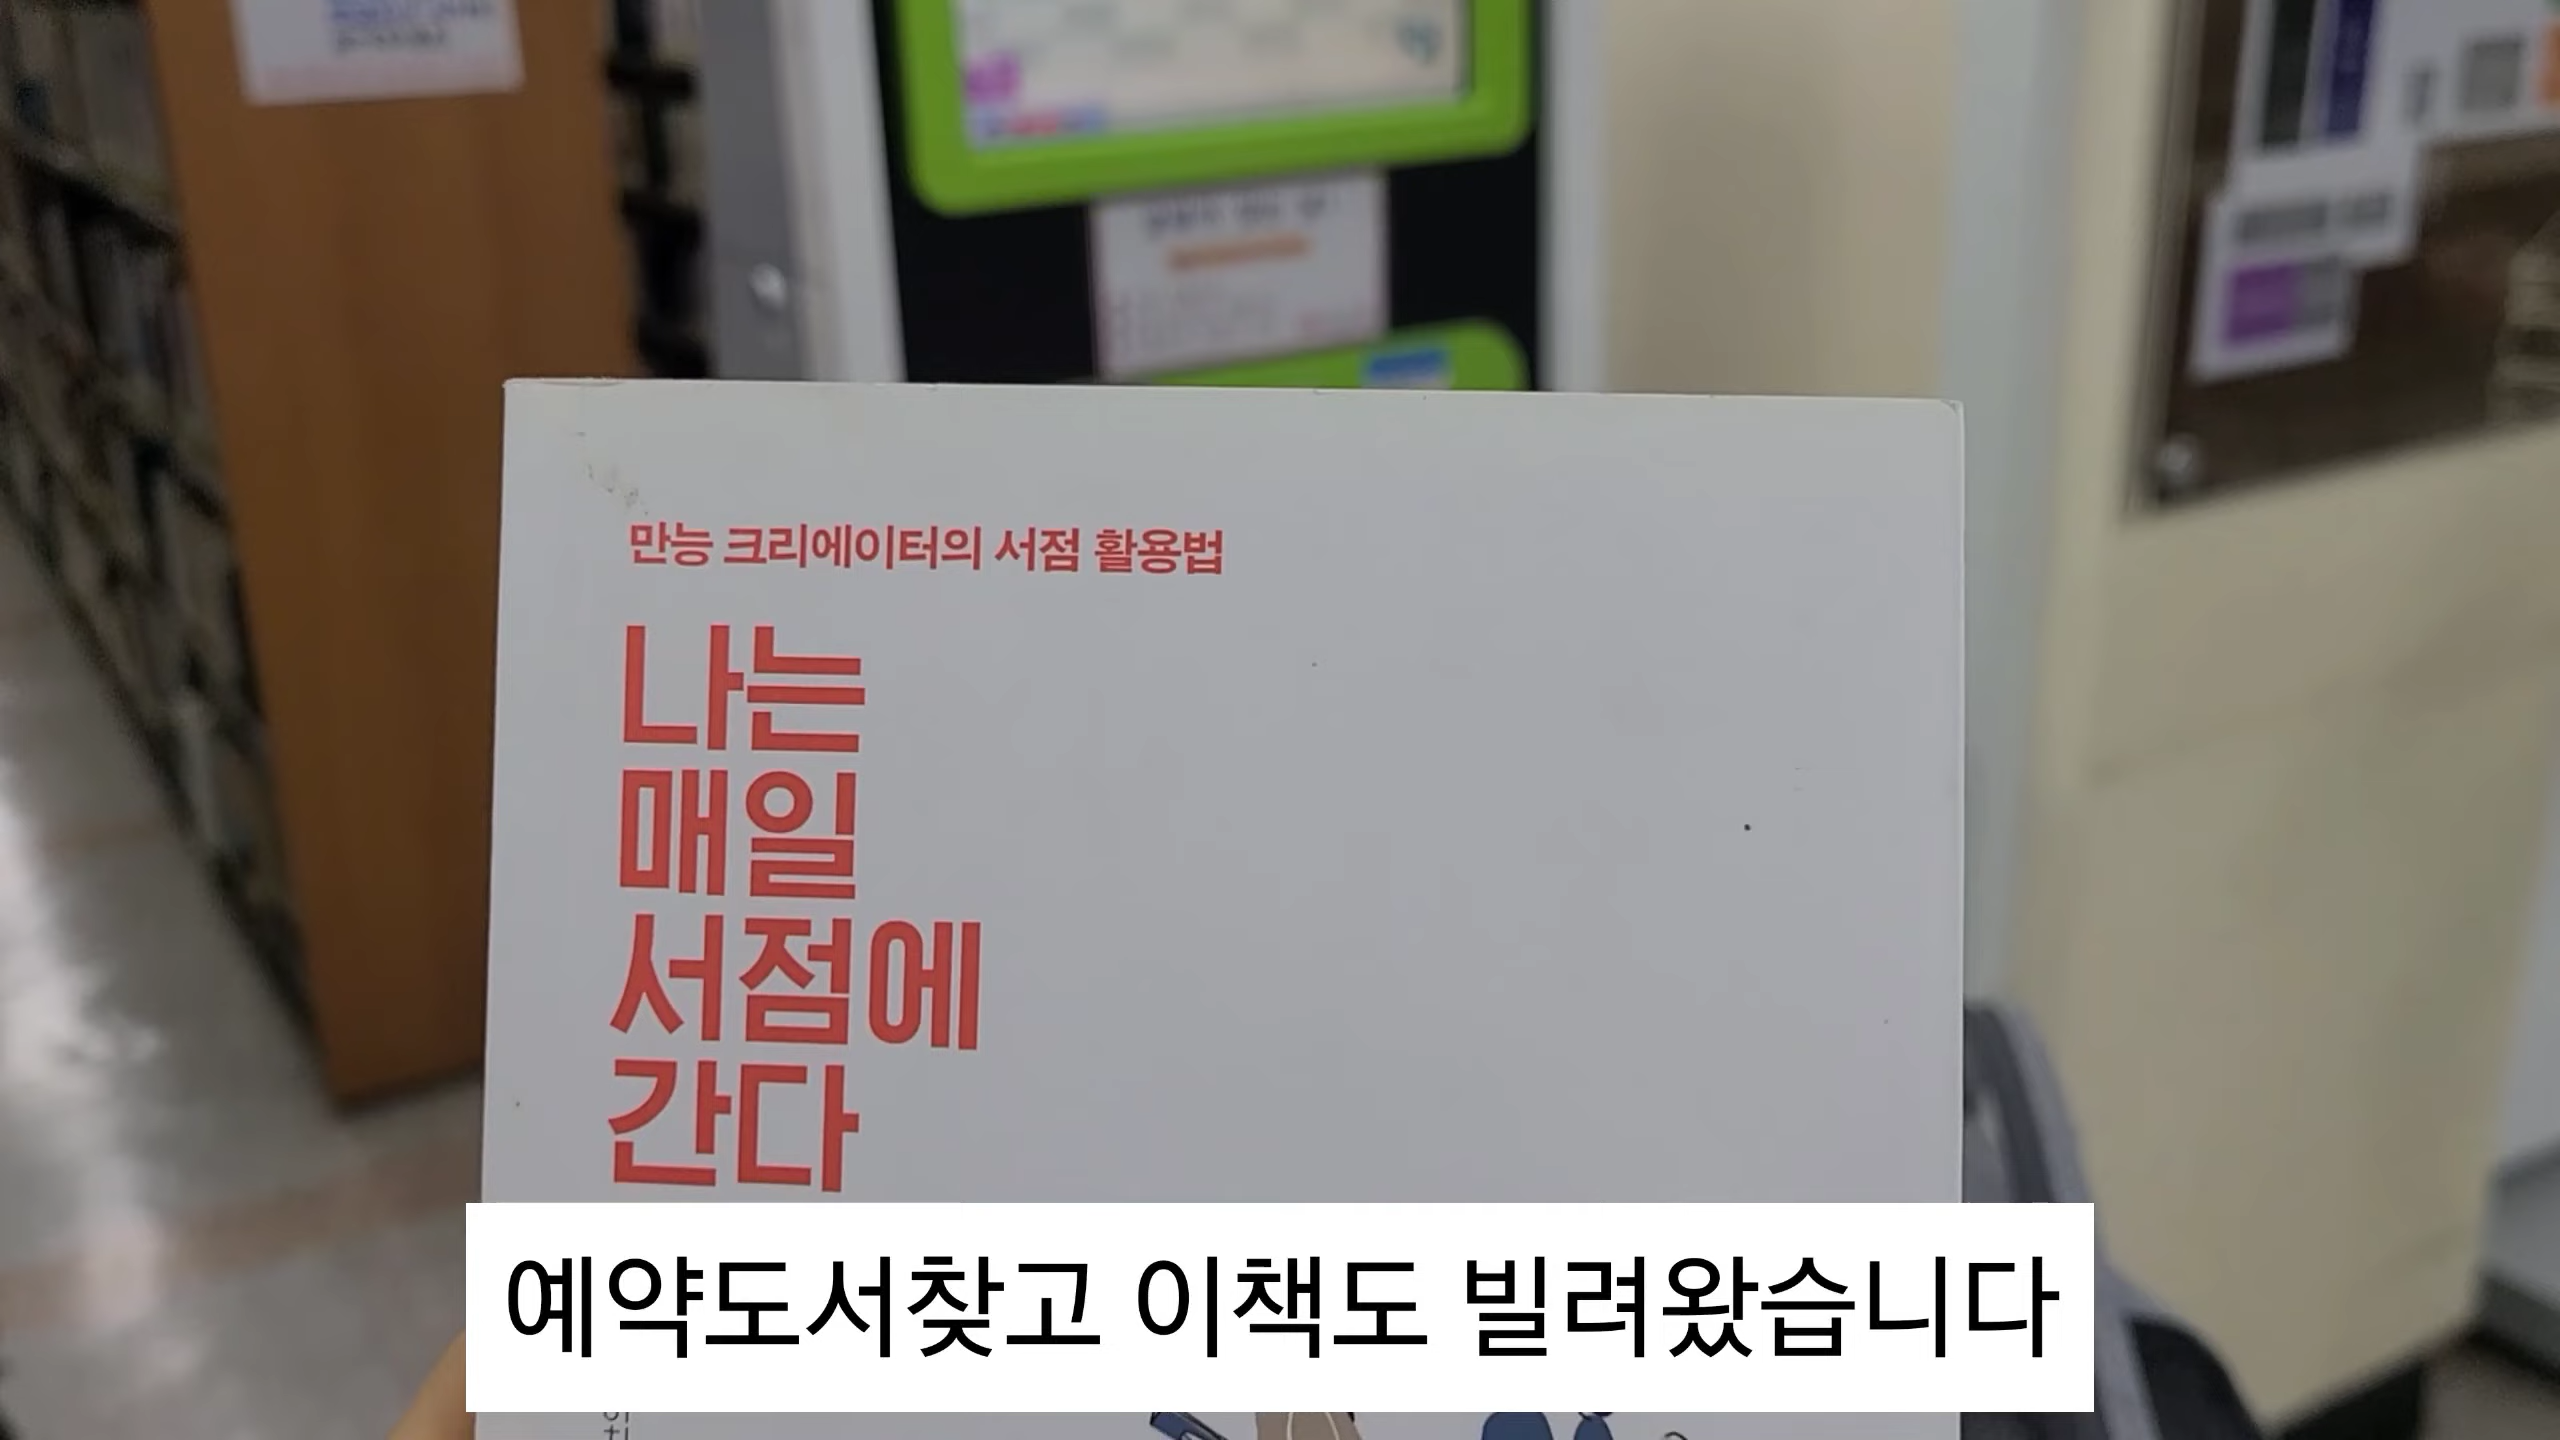 만능 크리에이터의 서점 활용법
나는
매일
서점에
간다
예약도서찾고 이책도 빌려왔습니다